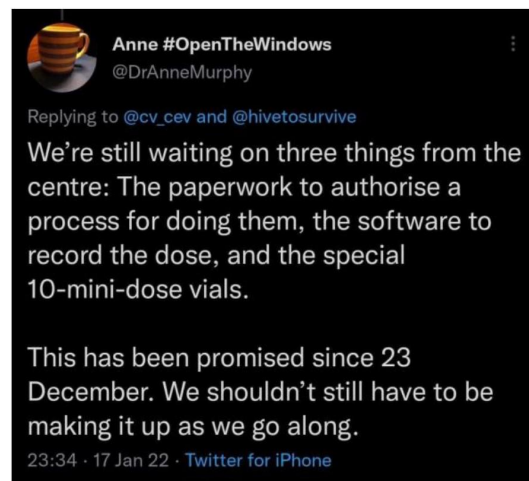 Anne #OpenTheWindows
@DrAnneMurphy
Replying to @cv_cev and @hivetosurvive
We’re still waiting on three things from the
centre: The paperwork to authorise a
process for doing them, the software to
record the dose, and the special
10-mini-dose vials.
This has been promised since 23
December. We shouldn’t still have to be
making it up as we go along.
23:34 · 17 Jan 22 · Twitter for iPhone